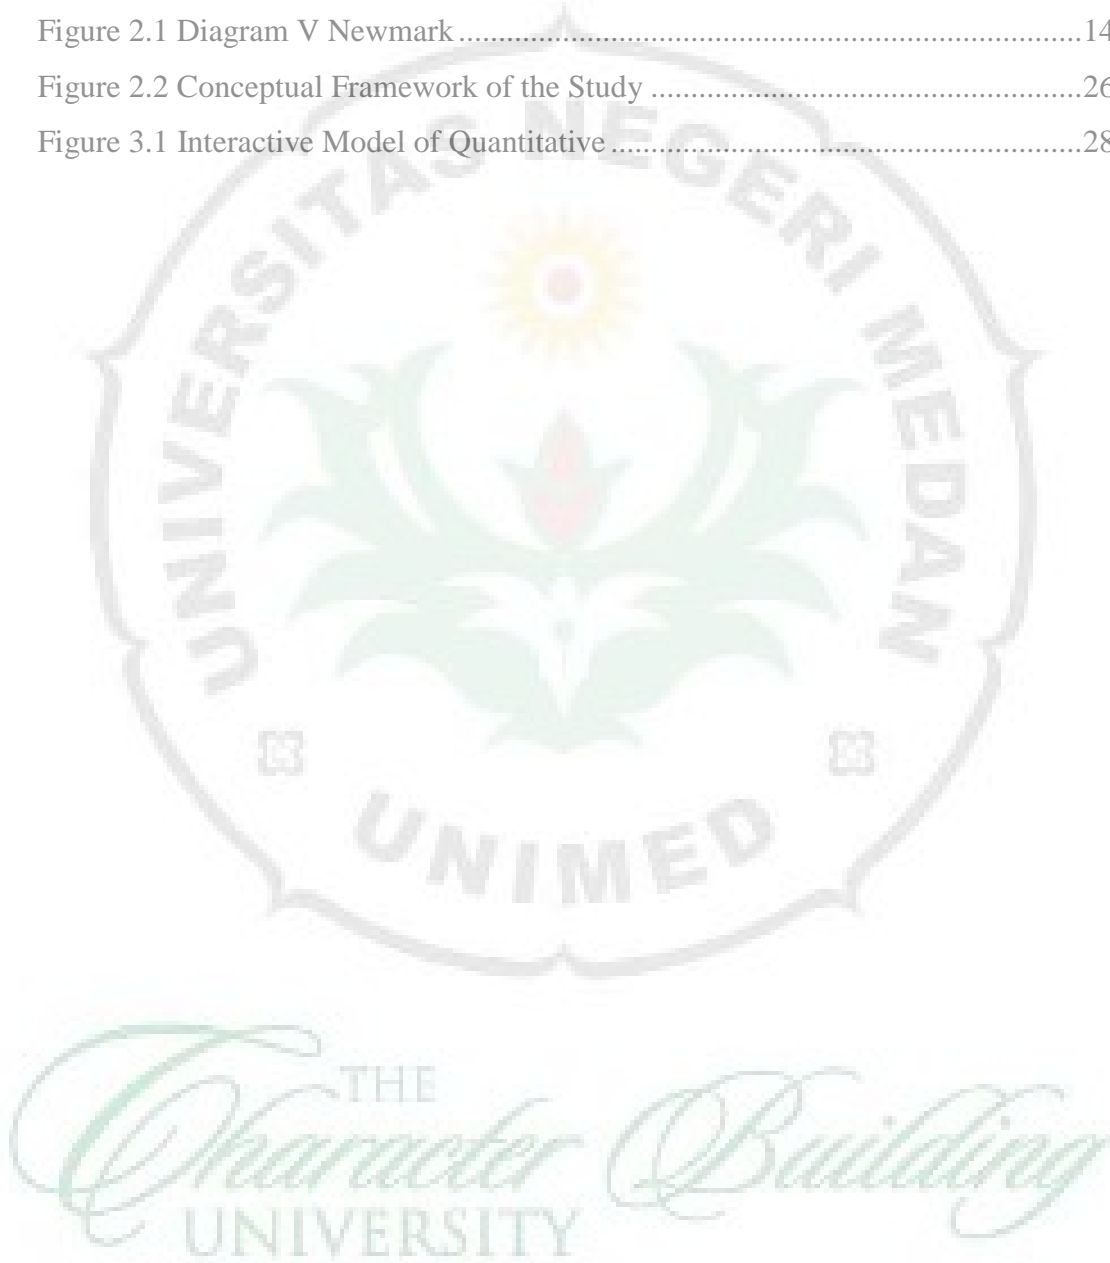 Figure 2.1 Diagram V Newmark ........................................................................... 14
Figure 2.2 Conceptual Framework of the Study .................................................... 26
Figure 3.1 Interactive Model of Quantitative ......................................................... 28
UNIVERSITAS NEGERI MEDAN
UNIMED
THE
Character Building
UNIVERSITY